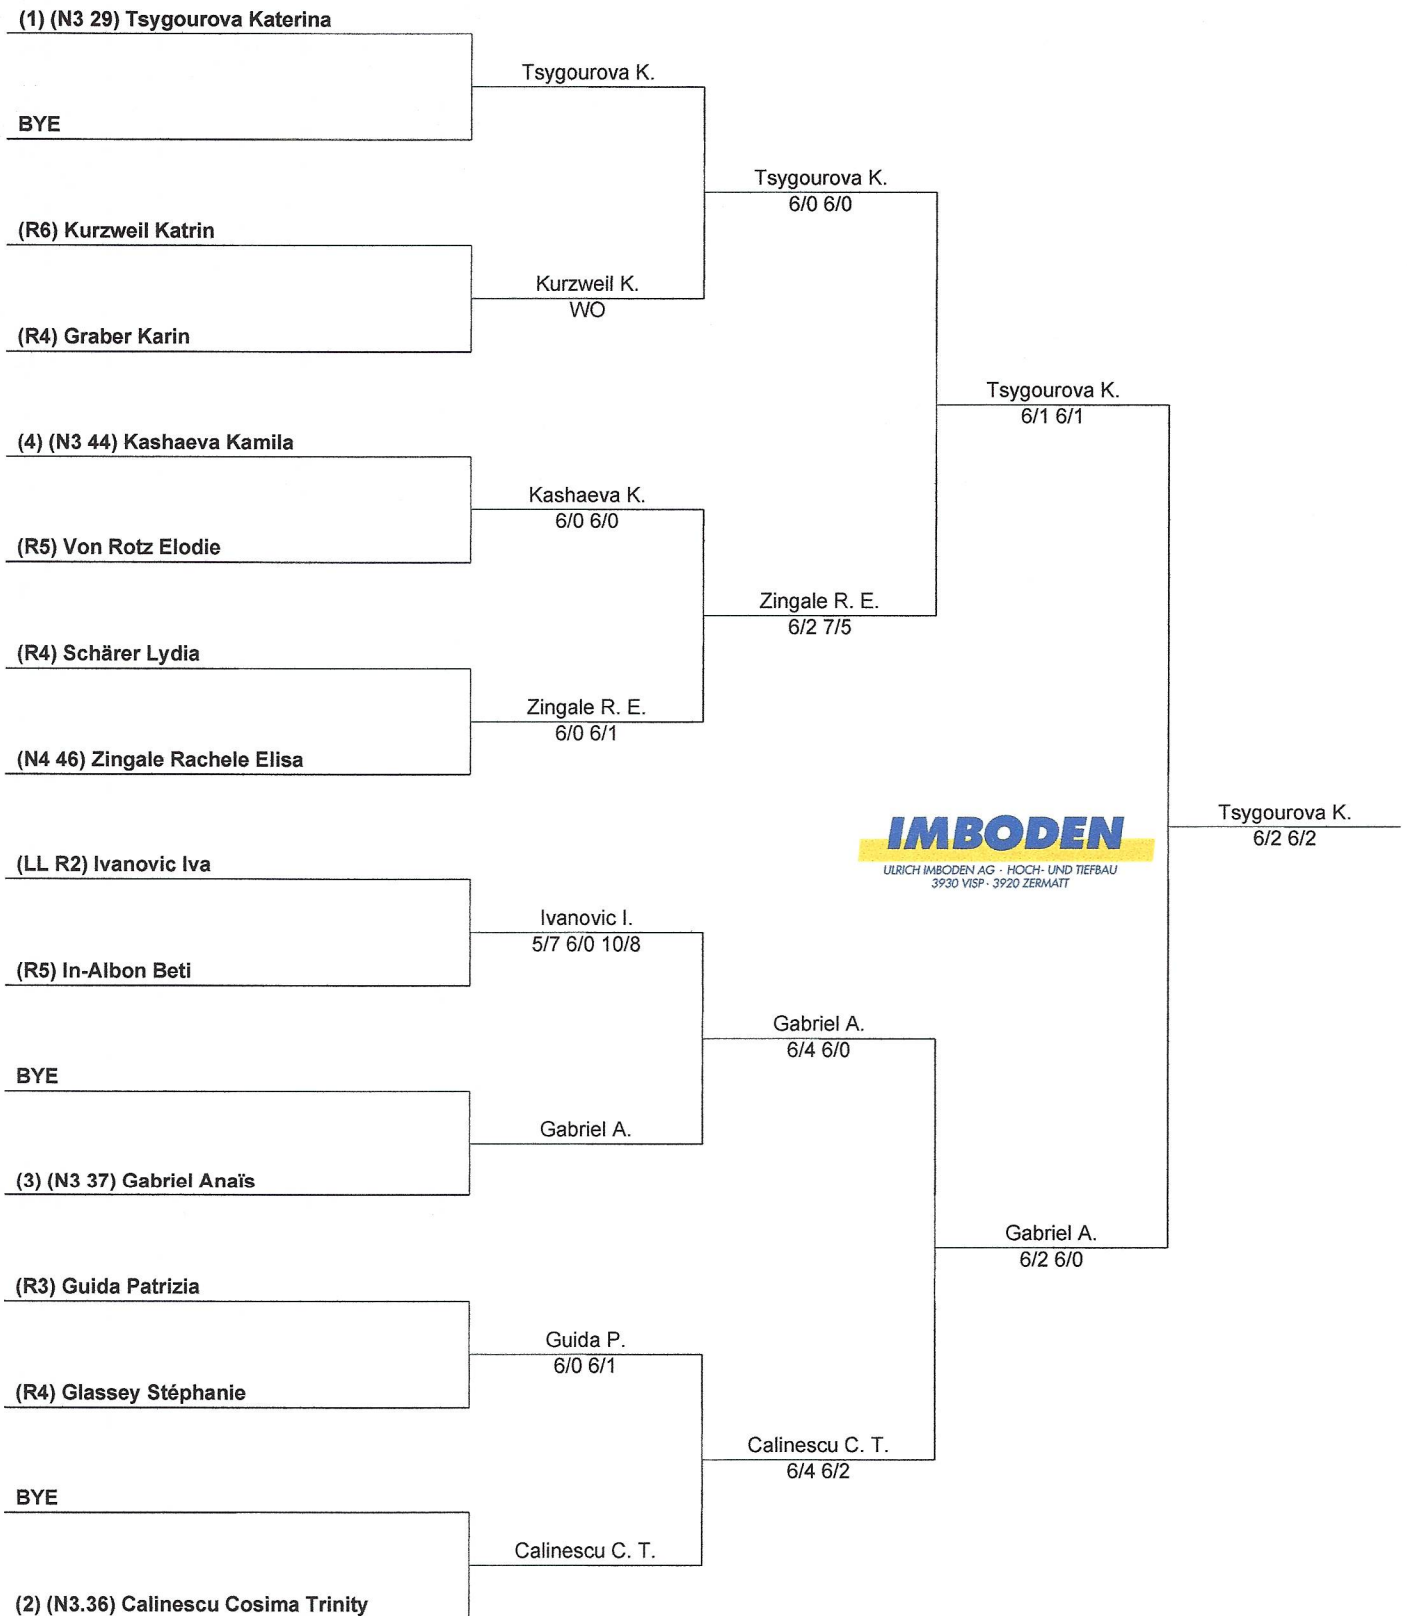 (1) (N3 29) Tsygourova Katerina
Tsygourova K.
BYE
Tsygourova K.
6/0 6/0
(R6) Kurzweil Katrin
Kurzweil K.
WO
(R4) Graber Karin
Tsygourova K.
6/1 6/1
(4) (N3 44) Kashaeva Kamila
Kashaeva K.
6/0 6/0
(R5) Von Rotz Elodie
Zingale R. E.
6/2 7/5
(R4) Schärer Lydia
Zingale R. E.
6/0 6/1
(N4 46) Zingale Rachele Elisa
Tsygourova K.
6/2 6/2
IMBODEN
ULRICH IMBODEN AG · HOCH- UND TIEFBAU
3930 VISP · 3920 ZERMATT
(LL R2) Ivanovic Iva
Ivanovic I.
5/7 6/0 10/8
(R5) In-Albon Beti
Gabriel A.
6/4 6/0
BYE
Gabriel A.
(3) (N3 37) Gabriel Anaïs
Gabriel A.
6/2 6/0
(R3) Guida Patrizia
Guida P.
6/0 6/1
(R4) Glassey Stéphanie
Calinescu C. T.
6/4 6/2
BYE
Calinescu C. T.
(2) (N3.36) Calinescu Cosima Trinity